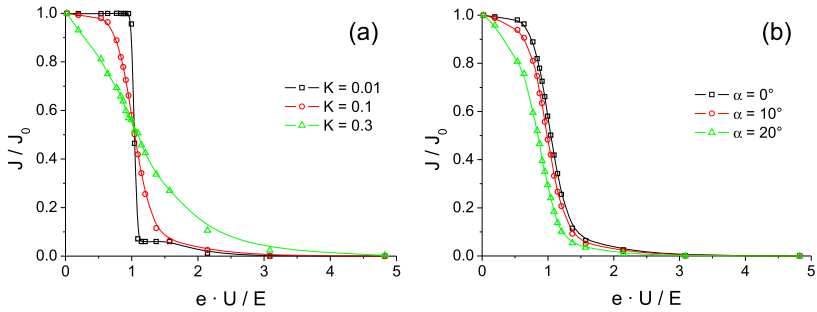 (a)
K = 0.01
K = 0.1
K = 0.3
J / J0
1.0
0.8
0.6
0.4
0.2
0.0
0 1 2 3 4 5
e · U / E
(b)
α = 0°
α = 10°
α = 20°
J / J0
1.0
0.8
0.6
0.4
0.2
0.0
0 1 2 3 4 5
e · U / E